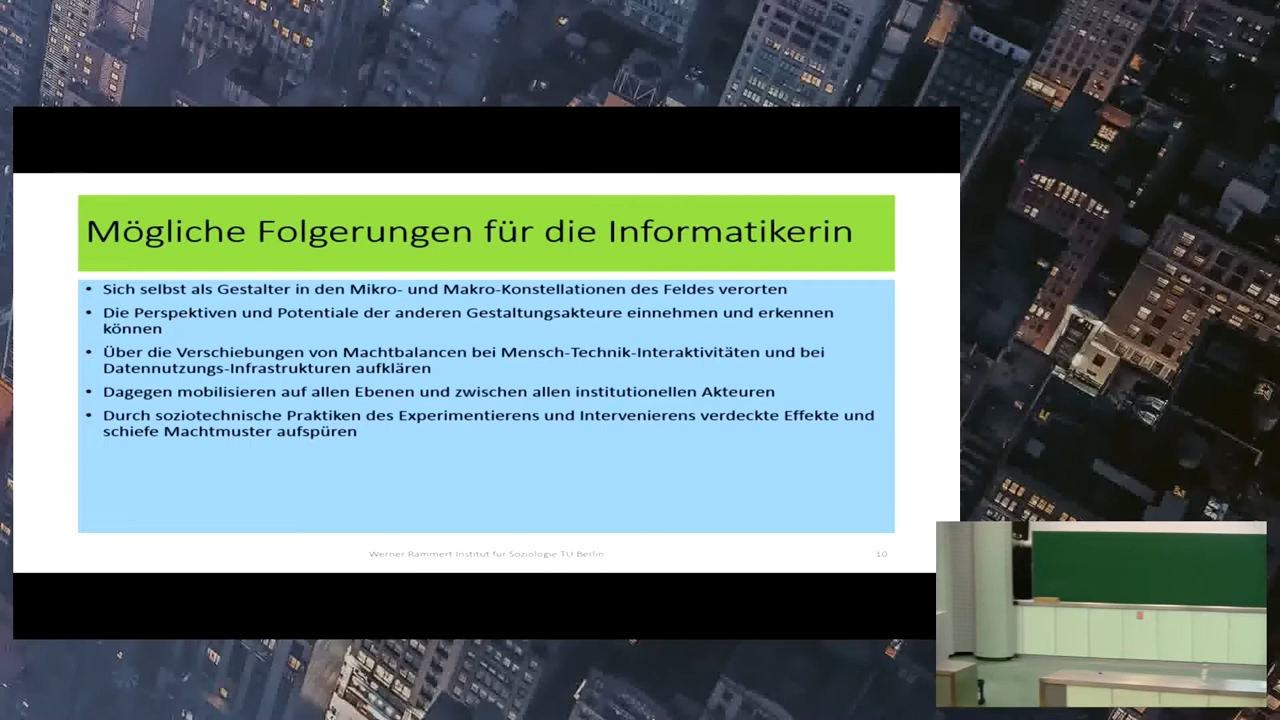 Mögliche Folgerungen für die Informatikerin
• Sich selbst als Gestalter in den Mikro- und Makro-Konstellationen des Feldes verorten
• Die Perspektiven und Potentiale der anderen Gestaltungsakteure einnehmen und erkennen
können
• Über die Verschiebungen von Machtbalancen bei Mensch-Technik-Interaktivitäten und bei
Datennutzungs-Infrastrukturen aufklären
• Dagegen mobilisieren auf allen Ebenen und zwischen allen institutionellen Akteuren
• Durch soziotechnische Praktiken des Experimentierens und Intervenierens verdeckte Effekte und
schiefe Machtmuster aufspüren
Werner Rammert Institut für Soziologie TU Berlin
10